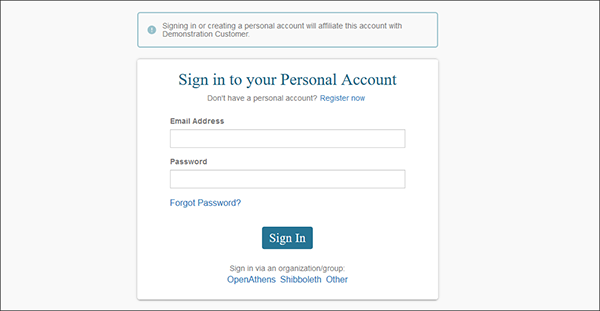 Signing in or creating a personal account will affiliate this account with
Demonstration Customer.
Sign in to your Personal Account
Don't have a personal account? Register now
Email Address
Password
Forgot Password?
Sign In
Sign in via an organization/group:
OpenAthens Shibboleth Other